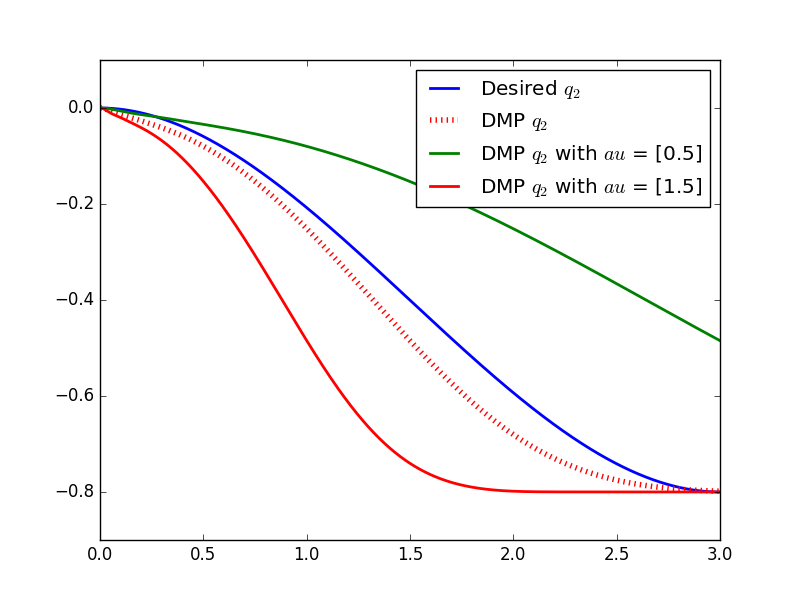 Desired q₂
DMP q₂
DMP q₂ with au = [0.5]
DMP q₂ with au = [1.5]
0.0
−0.2
−0.4
−0.6
−0.8
0.0 0.5 1.0 1.5 2.0 2.5 3.0